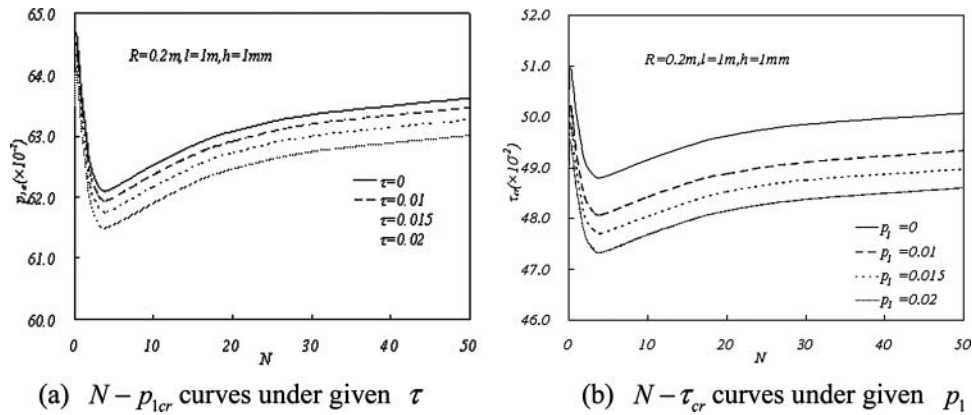 65.0
64.0
63.0
62.0
61.0
60.0
R=0.2m,l=1m,h=1mm
τ=0
τ=0.01
τ=0.015
τ=0.02
0 10 20 30 40 50
N
(a) N – p1cr curves under given τ
51.0
50.0
49.0
48.0
47.0
46.0
τcr(×10⁻²)
R=0.2m,l=1m,h=1mm
p1 =0
p1 =0.01
p1 =0.015
p1 =0.02
0 10 20 30 40 50
N
(b) N – τcr curves under given p1